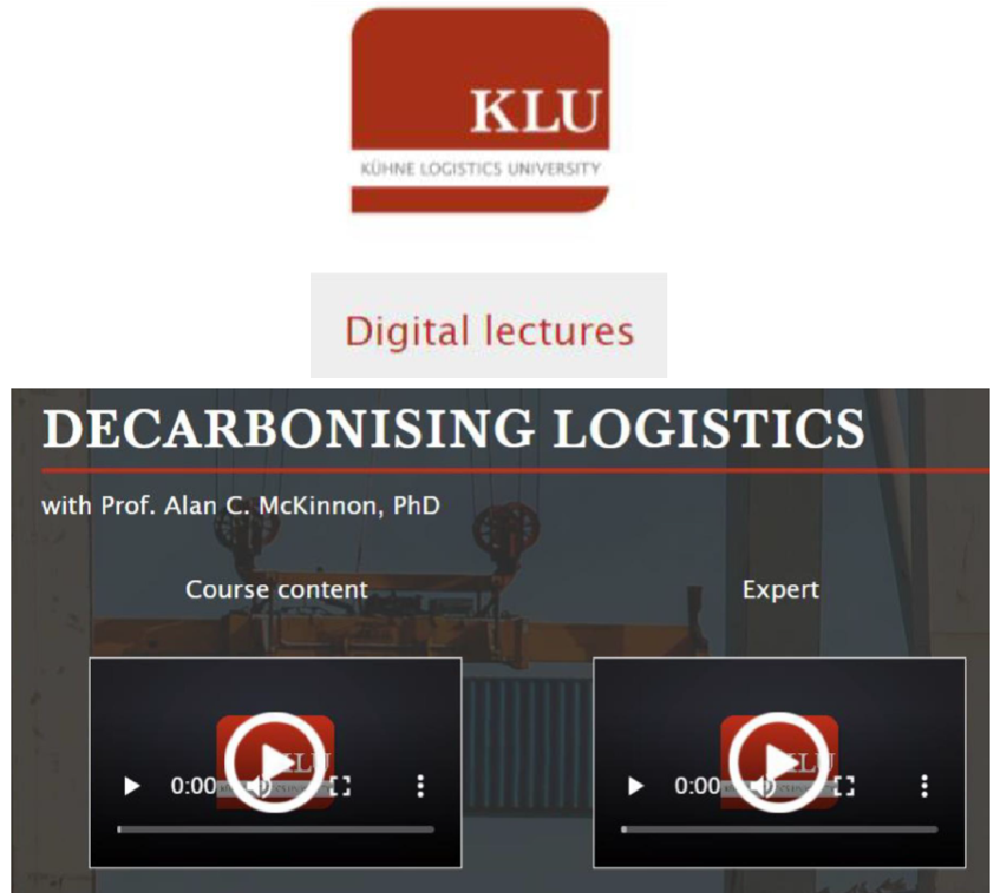 KLU
KÜHNE LOGISTICS UNIVERSITY
Digital lectures
DECARBONISING LOGISTICS
with Prof. Alan C. McKinnon, PhD
Course content
Expert
0:00
0:00